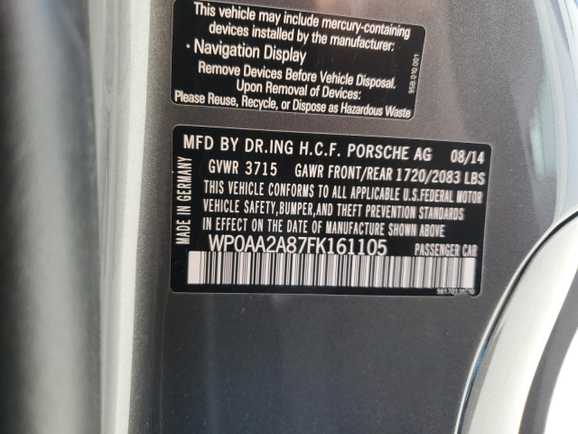 This vehicle may include mercury-containing
devices installed by the manufacturer:
• Navigation Display
Remove Devices Before Vehicle Disposal.
Upon Removal of Devices:
Please Reuse, Recycle, or Dispose as Hazardous Waste
958.010.001
MFD BY DR.ING H.C.F. PORSCHE AG 08/14
GVWR 3715 GAWR FRONT/REAR 1720/2083 LBS
THIS VEHICLE CONFORMS TO ALL APPLICABLE U.S.FEDERAL MOTOR
VEHICLE SAFETY,BUMPER,AND THEFT PREVENTION STANDARDS
IN EFFECT ON THE DATE OF MANUFACTURE SHOWN ABOVE.
WP0AA2A87FK161105 PASSENGER CAR
MADE IN GERMANY